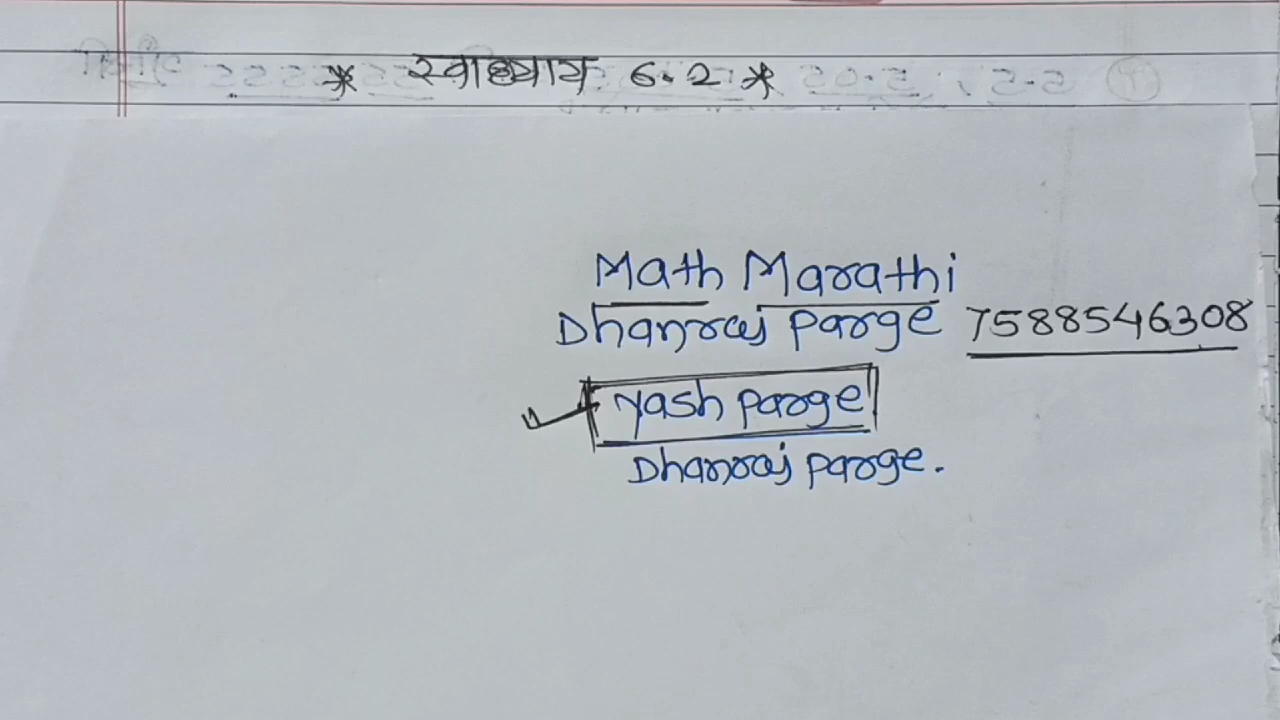 * स्वाध्याय 6.2 *
Math Marathi
Dhanraj Parge 7588546308
Yash Parge
Dhanraj Parge.